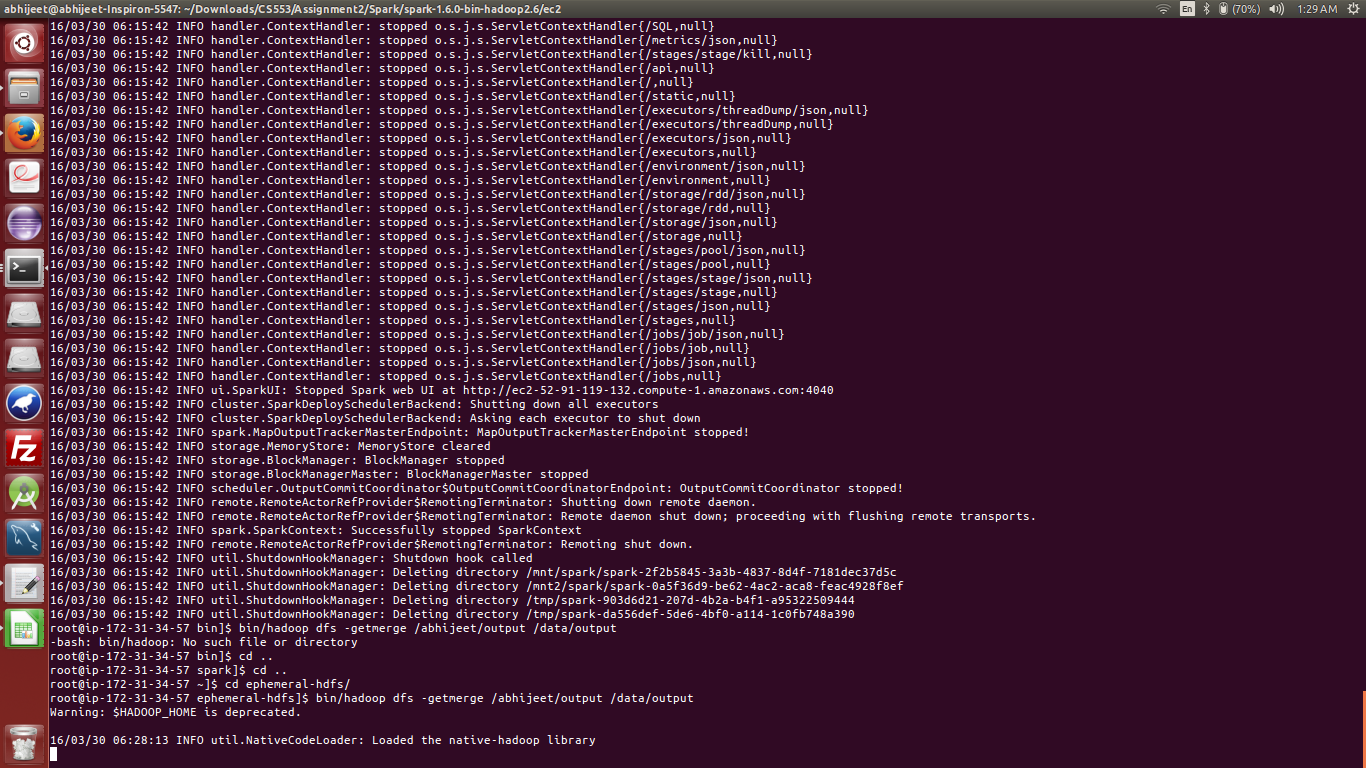 abhijeet@abhijeet-Inspiron-5547: ~/Downloads/CS553/Assignment2/Spark/spark-1.6.0-bin-hadoop2.6/ec2 En (70%) 1:29 AM
16/03/30 06:15:42 INFO handler.ContextHandler: stopped o.s.j.s.ServletContextHandler{/SQL,null}
16/03/30 06:15:42 INFO handler.ContextHandler: stopped o.s.j.s.ServletContextHandler{/metrics/json,null}
16/03/30 06:15:42 INFO handler.ContextHandler: stopped o.s.j.s.ServletContextHandler{/stages/stage/kill,null}
16/03/30 06:15:42 INFO handler.ContextHandler: stopped o.s.j.s.ServletContextHandler{/api,null}
16/03/30 06:15:42 INFO handler.ContextHandler: stopped o.s.j.s.ServletContextHandler{/,null}
16/03/30 06:15:42 INFO handler.ContextHandler: stopped o.s.j.s.ServletContextHandler{/static,null}
16/03/30 06:15:42 INFO handler.ContextHandler: stopped o.s.j.s.ServletContextHandler{/executors/threadDump/json,null}
16/03/30 06:15:42 INFO handler.ContextHandler: stopped o.s.j.s.ServletContextHandler{/executors/threadDump,null}
16/03/30 06:15:42 INFO handler.ContextHandler: stopped o.s.j.s.ServletContextHandler{/executors/json,null}
16/03/30 06:15:42 INFO handler.ContextHandler: stopped o.s.j.s.ServletContextHandler{/executors,null}
16/03/30 06:15:42 INFO handler.ContextHandler: stopped o.s.j.s.ServletContextHandler{/environment/json,null}
16/03/30 06:15:42 INFO handler.ContextHandler: stopped o.s.j.s.ServletContextHandler{/environment,null}
16/03/30 06:15:42 INFO handler.ContextHandler: stopped o.s.j.s.ServletContextHandler{/storage/rdd/json,null}
16/03/30 06:15:42 INFO handler.ContextHandler: stopped o.s.j.s.ServletContextHandler{/storage/rdd,null}
16/03/30 06:15:42 INFO handler.ContextHandler: stopped o.s.j.s.ServletContextHandler{/storage/json,null}
16/03/30 06:15:42 INFO handler.ContextHandler: stopped o.s.j.s.ServletContextHandler{/storage,null}
16/03/30 06:15:42 INFO handler.ContextHandler: stopped o.s.j.s.ServletContextHandler{/stages/pool/json,null}
16/03/30 06:15:42 INFO handler.ContextHandler: stopped o.s.j.s.ServletContextHandler{/stages/pool,null}
16/03/30 06:15:42 INFO handler.ContextHandler: stopped o.s.j.s.ServletContextHandler{/stages/stage/json,null}
16/03/30 06:15:42 INFO handler.ContextHandler: stopped o.s.j.s.ServletContextHandler{/stages/stage,null}
16/03/30 06:15:42 INFO handler.ContextHandler: stopped o.s.j.s.ServletContextHandler{/stages/json,null}
16/03/30 06:15:42 INFO handler.ContextHandler: stopped o.s.j.s.ServletContextHandler{/stages,null}
16/03/30 06:15:42 INFO handler.ContextHandler: stopped o.s.j.s.ServletContextHandler{/jobs/job/json,null}
16/03/30 06:15:42 INFO handler.ContextHandler: stopped o.s.j.s.ServletContextHandler{/jobs/job,null}
16/03/30 06:15:42 INFO handler.ContextHandler: stopped o.s.j.s.ServletContextHandler{/jobs/json,null}
16/03/30 06:15:42 INFO handler.ContextHandler: stopped o.s.j.s.ServletContextHandler{/jobs,null}
16/03/30 06:15:42 INFO ui.SparkUI: Stopped Spark web UI at http://ec2-52-91-119-132.compute-1.amazonaws.com:4040
16/03/30 06:15:42 INFO cluster.SparkDeploySchedulerBackend: Shutting down all executors
16/03/30 06:15:42 INFO cluster.SparkDeploySchedulerBackend: Asking each executor to shut down
16/03/30 06:15:42 INFO spark.MapOutputTrackerMasterEndpoint: MapOutputTrackerMasterEndpoint stopped!
16/03/30 06:15:42 INFO storage.MemoryStore: MemoryStore cleared
16/03/30 06:15:42 INFO storage.BlockManager: BlockManager stopped
16/03/30 06:15:42 INFO storage.BlockManagerMaster: BlockManagerMaster stopped
16/03/30 06:15:42 INFO scheduler.OutputCommitCoordinator$OutputCommitCoordinatorEndpoint: OutputCommitCoordinator stopped!
16/03/30 06:15:42 INFO remote.RemoteActorRefProvider$RemotingTerminator: Shutting down remote daemon.
16/03/30 06:15:42 INFO remote.RemoteActorRefProvider$RemotingTerminator: Remote daemon shut down; proceeding with flushing remote transports.
16/03/30 06:15:42 INFO spark.SparkContext: Successfully stopped SparkContext
16/03/30 06:15:42 INFO remote.RemoteActorRefProvider$RemotingTerminator: Remoting shut down.
16/03/30 06:15:42 INFO util.ShutdownHookManager: Shutdown hook called
16/03/30 06:15:42 INFO util.ShutdownHookManager: Deleting directory /mnt/spark/spark-2f2b5845-3a3b-4837-8d4f-7181dec37d5c
16/03/30 06:15:42 INFO util.ShutdownHookManager: Deleting directory /mnt2/spark/spark-0a5f36d9-be62-4ac2-aca8-feac4928f8ef
16/03/30 06:15:42 INFO util.ShutdownHookManager: Deleting directory /tmp/spark-903d6d21-207d-4b2a-b4f1-a95322509444
16/03/30 06:15:42 INFO util.ShutdownHookManager: Deleting directory /tmp/spark-da556def-5de6-4bf0-a114-1c0fb748a390
root@ip-172-31-34-57 bin]$ bin/hadoop dfs -getmerge /abhijeet/output /data/output
-bash: bin/hadoop: No such file or directory
root@ip-172-31-34-57 bin]$ cd ..
root@ip-172-31-34-57 spark]$ cd ..
root@ip-172-31-34-57 ~]$ cd ephemeral-hdfs/
root@ip-172-31-34-57 ephemeral-hdfs]$ bin/hadoop dfs -getmerge /abhijeet/output /data/output
Warning: $HADOOP_HOME is deprecated.
16/03/30 06:28:13 INFO util.NativeCodeLoader: Loaded the native-hadoop library